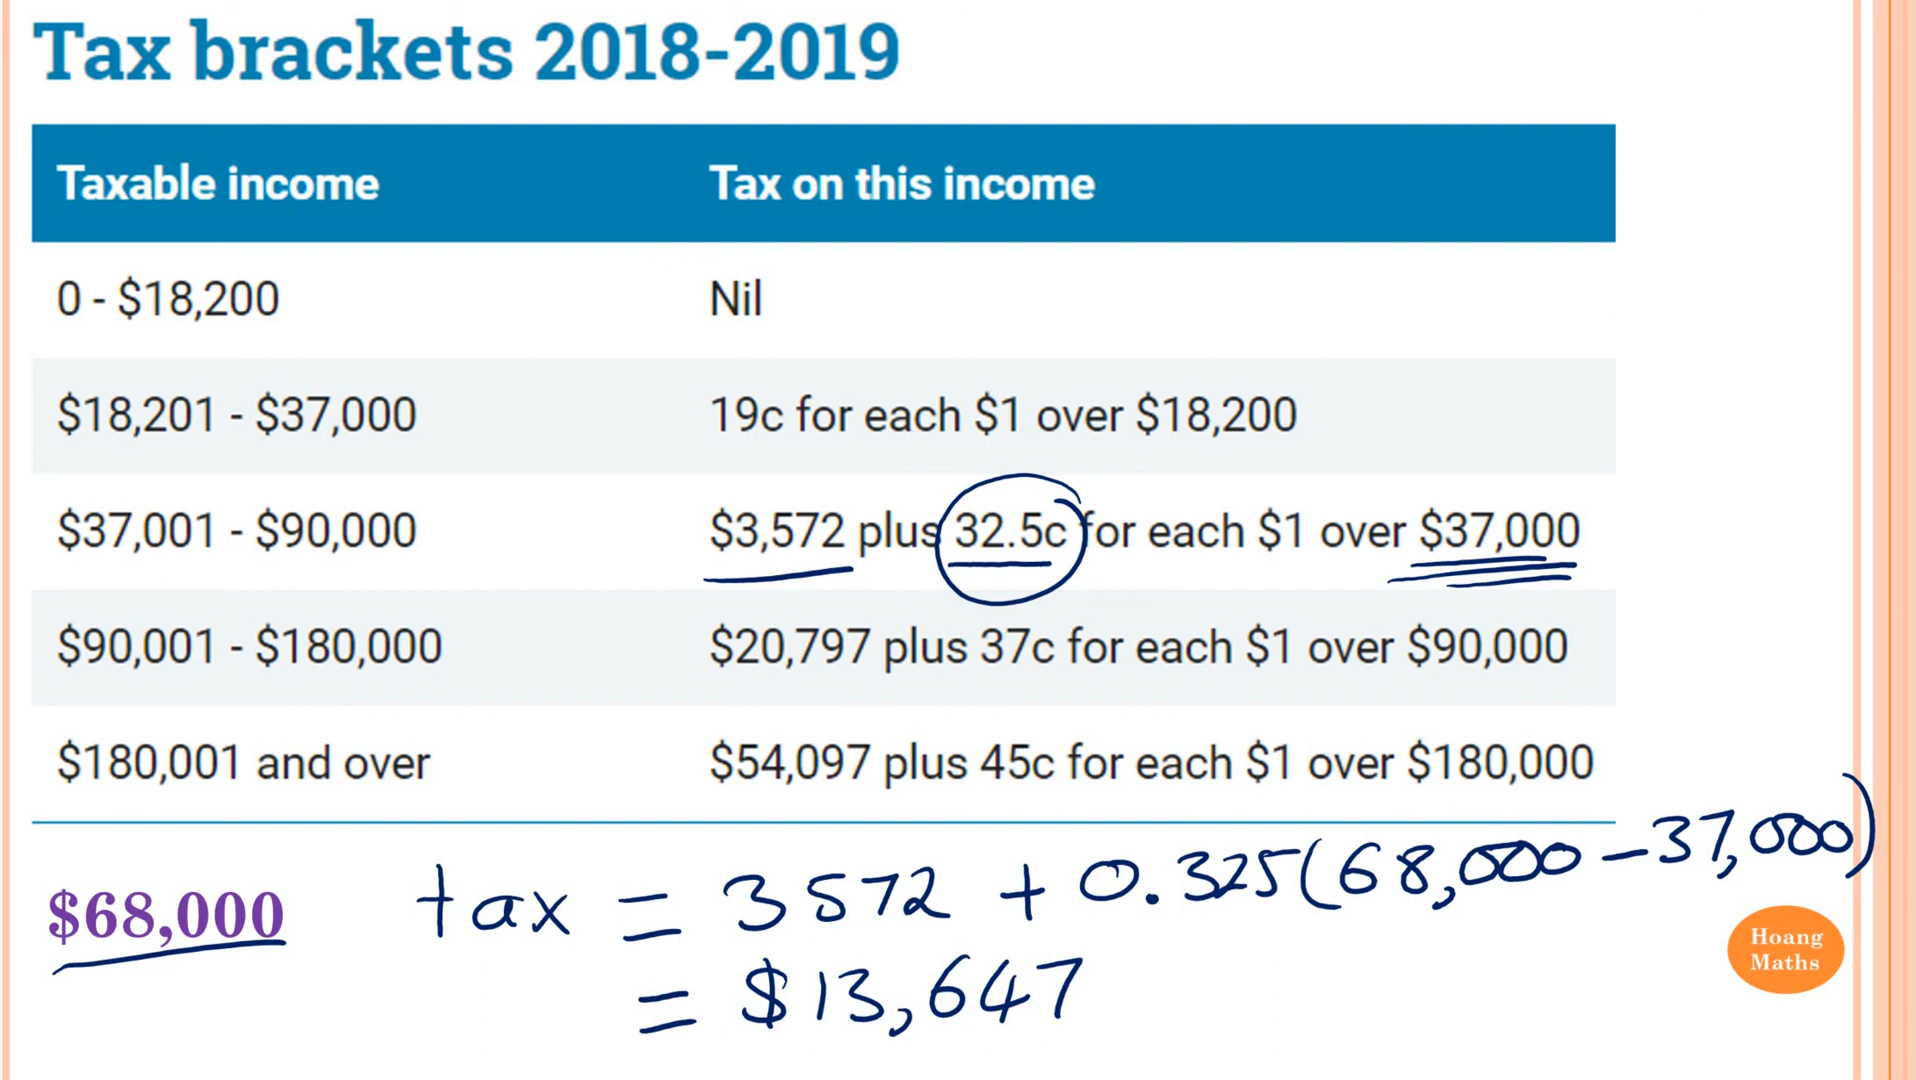 Tax brackets 2018-2019
Taxable income Tax on this income
0 - $18,200 Nil
$18,201 - $37,000 19c for each $1 over $18,200
$37,001 - $90,000 $3,572 plus 32.5c for each $1 over $37,000
$90,001 - $180,000 $20,797 plus 37c for each $1 over $90,000
$180,001 and over $54,097 plus 45c for each $1 over $180,000
$68,000 tax = 3572 + 0.325(68,000 - 37,000)
= $13,647
Hoang
Maths